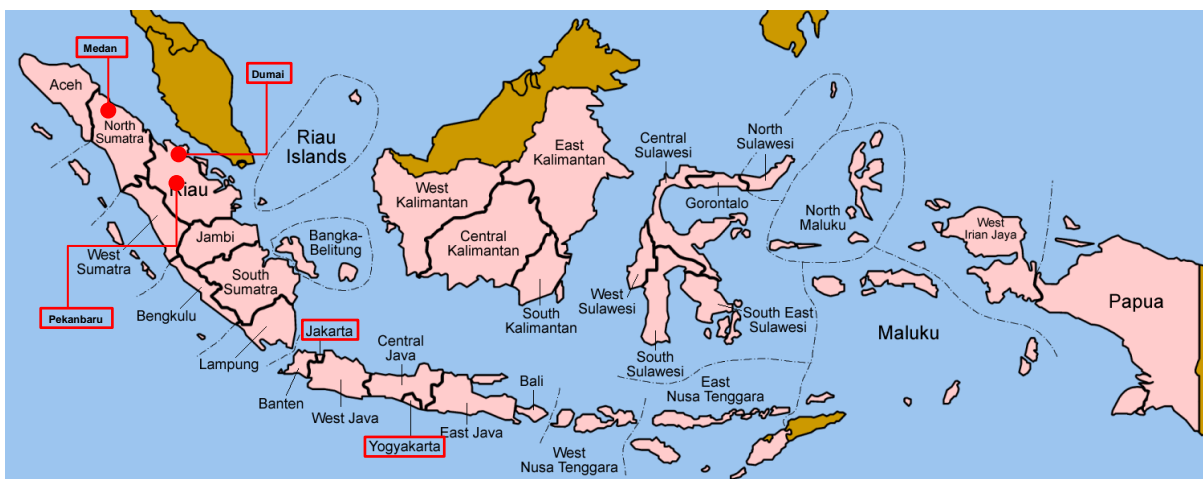 Medan
Dumai
Aceh
North
Sumatra
Riau
Islands
Riau
West
Sumatra
Jambi
Bangka-
Belitung
South
Sumatra
Pekanbaru
Bengkulu
Lampung
Jakarta
Banten
West Java
Central
Java
Yogyakarta
East Java
Bali
West
Kalimantan
Central
Kalimantan
East
Kalimantan
South
Kalimantan
Central
Sulawesi
North
Sulawesi
Gorontalo
West
Sulawesi
South
Sulawesi
South East
Sulawesi
North
Maluku
Maluku
East
Nusa Tenggara
West
Nusa Tenggara
West
Irian Jaya
Papua